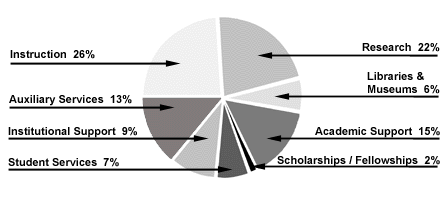 Instruction 26%
Research 22%
Libraries &
Museums 6%
Auxiliary Services 13%
Institutional Support 9%
Academic Support 15%
Student Services 7%
Scholarships / Fellowships 2%